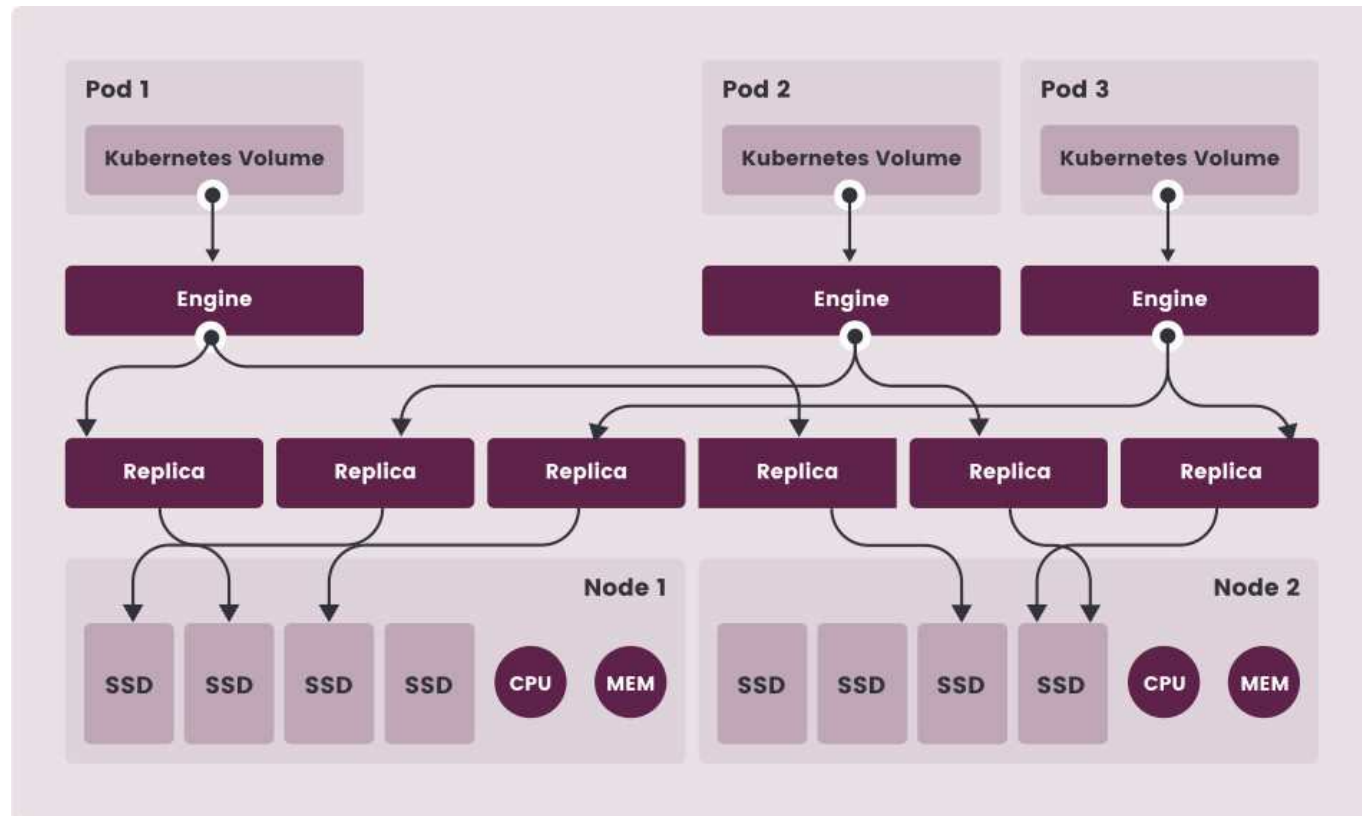 Pod 1
Pod 2
Pod 3
Kubernetes Volume
Kubernetes Volume
Kubernetes Volume
Engine
Engine
Engine
Replica
Replica
Replica
Replica
Replica
Replica
Node 1
Node 2
SSD
SSD
SSD
SSD
CPU
MEM
SSD
SSD
SSD
SSD
CPU
MEM